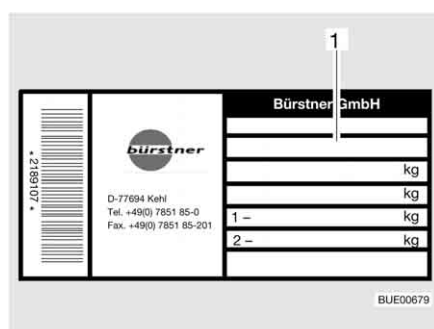 1
Bürstner GmbH
* 2189107 *
bürstner
D-77694 Kehl
Tel. +49(0) 7851 85-0
Fax. +49(0) 7851 85-201
kg
kg
1 – kg
2 – kg
BUE00679